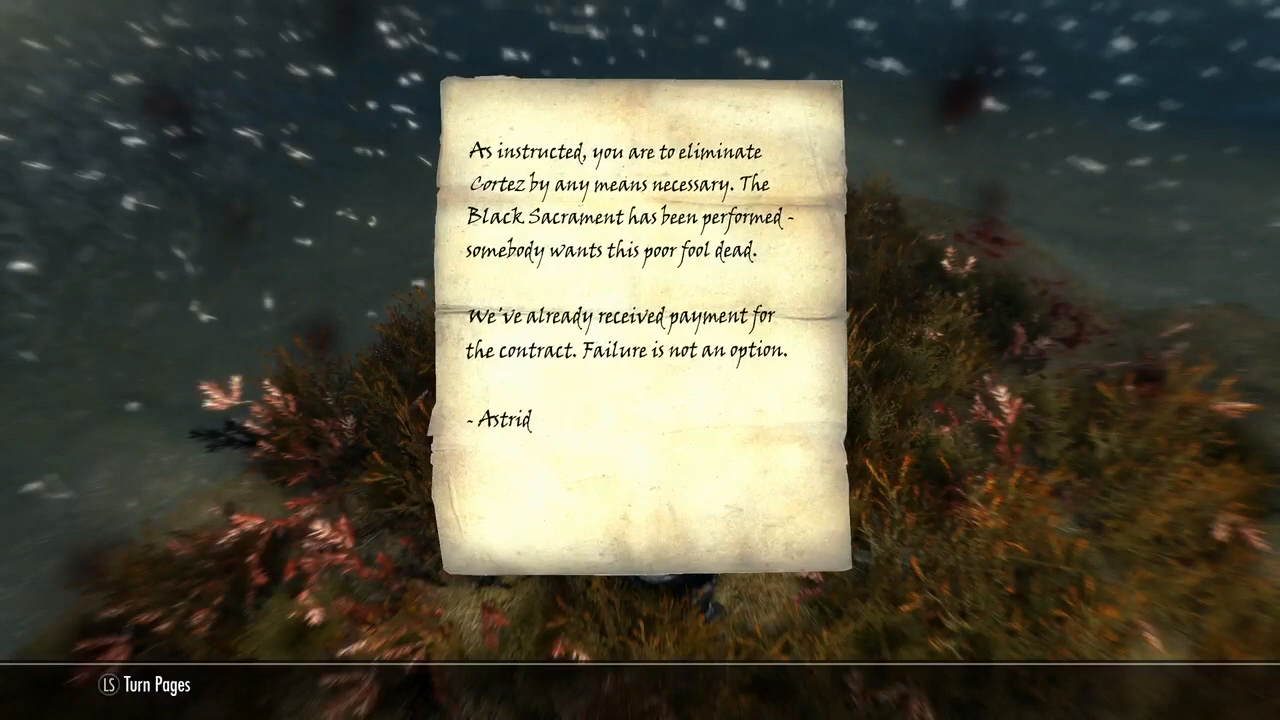 As instructed, you are to eliminate
Cortez by any means necessary. The
Black Sacrament has been performed -
somebody wants this poor fool dead.
We've already received payment for
the contract. Failure is not an option.
- Astrid
LS Turn Pages